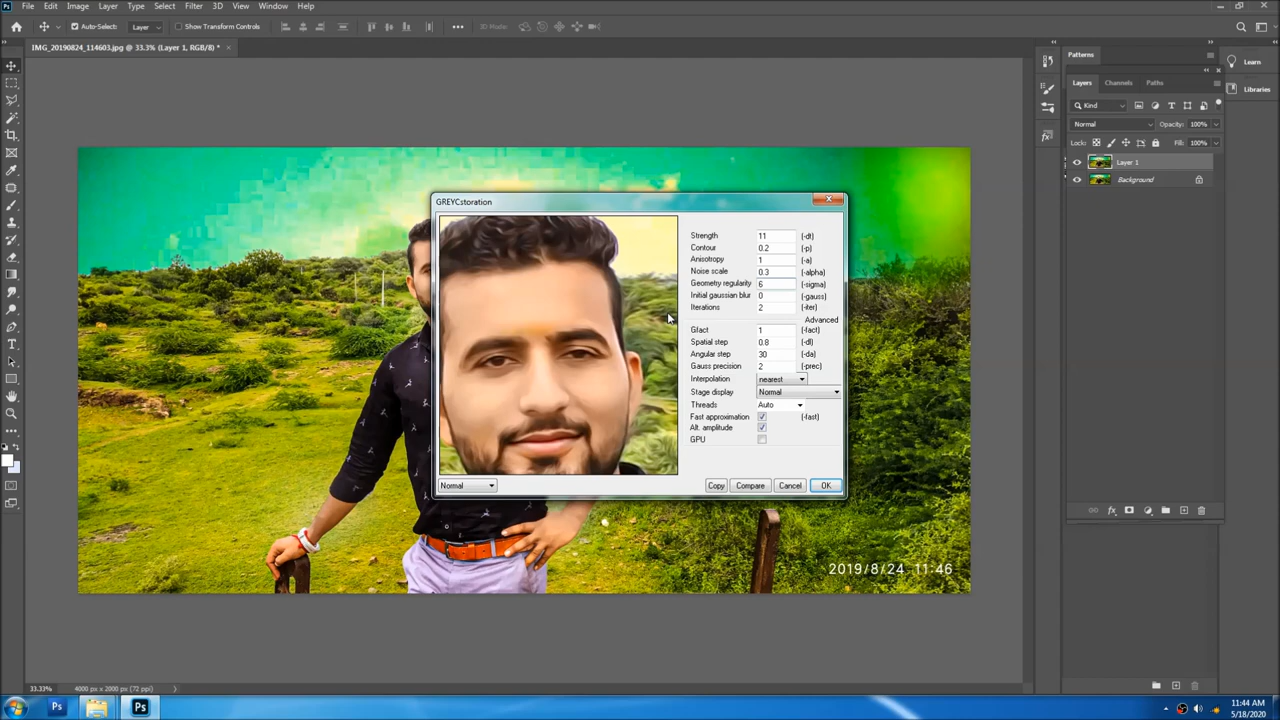 File Edit Image Layer Type Select Filter 3D View Window Help
Auto-Select: Layer Show Transform Controls 3D Mode:
IMG_20190824_114603.jpg @ 33.3% (Layer 1, RGB/8) *
Patterns
Learn
Libraries
Layers Channels Paths
Kind
Normal Opacity: 100%
Lock: Fill: 100%
Layer 1
Background
GREYCstoration
Strength 11 (-dt)
Contour 0.2 (-p)
Anisotropy 1 (-a)
Noise scale 0.3 (-alpha)
Geometry regularity 6 (-sigma)
Initial gaussian blur 0 (-gauss)
Iterations 2 (-iter)
Advanced
Gfact 1 (-fact)
Spatial step 0.8 (-dl)
Angular step 30 (-da)
Gauss precision 2 (-prec)
Interpolation nearest
Stage display Normal
Threads Auto
Fast approximation (-fast)
Alt. amplitude
GPU
Normal Copy Compare Cancel OK
2019/8/24 11:46
33.33% 4000 px x 2000 px (72 ppi)
11:44 AM
5/18/2020